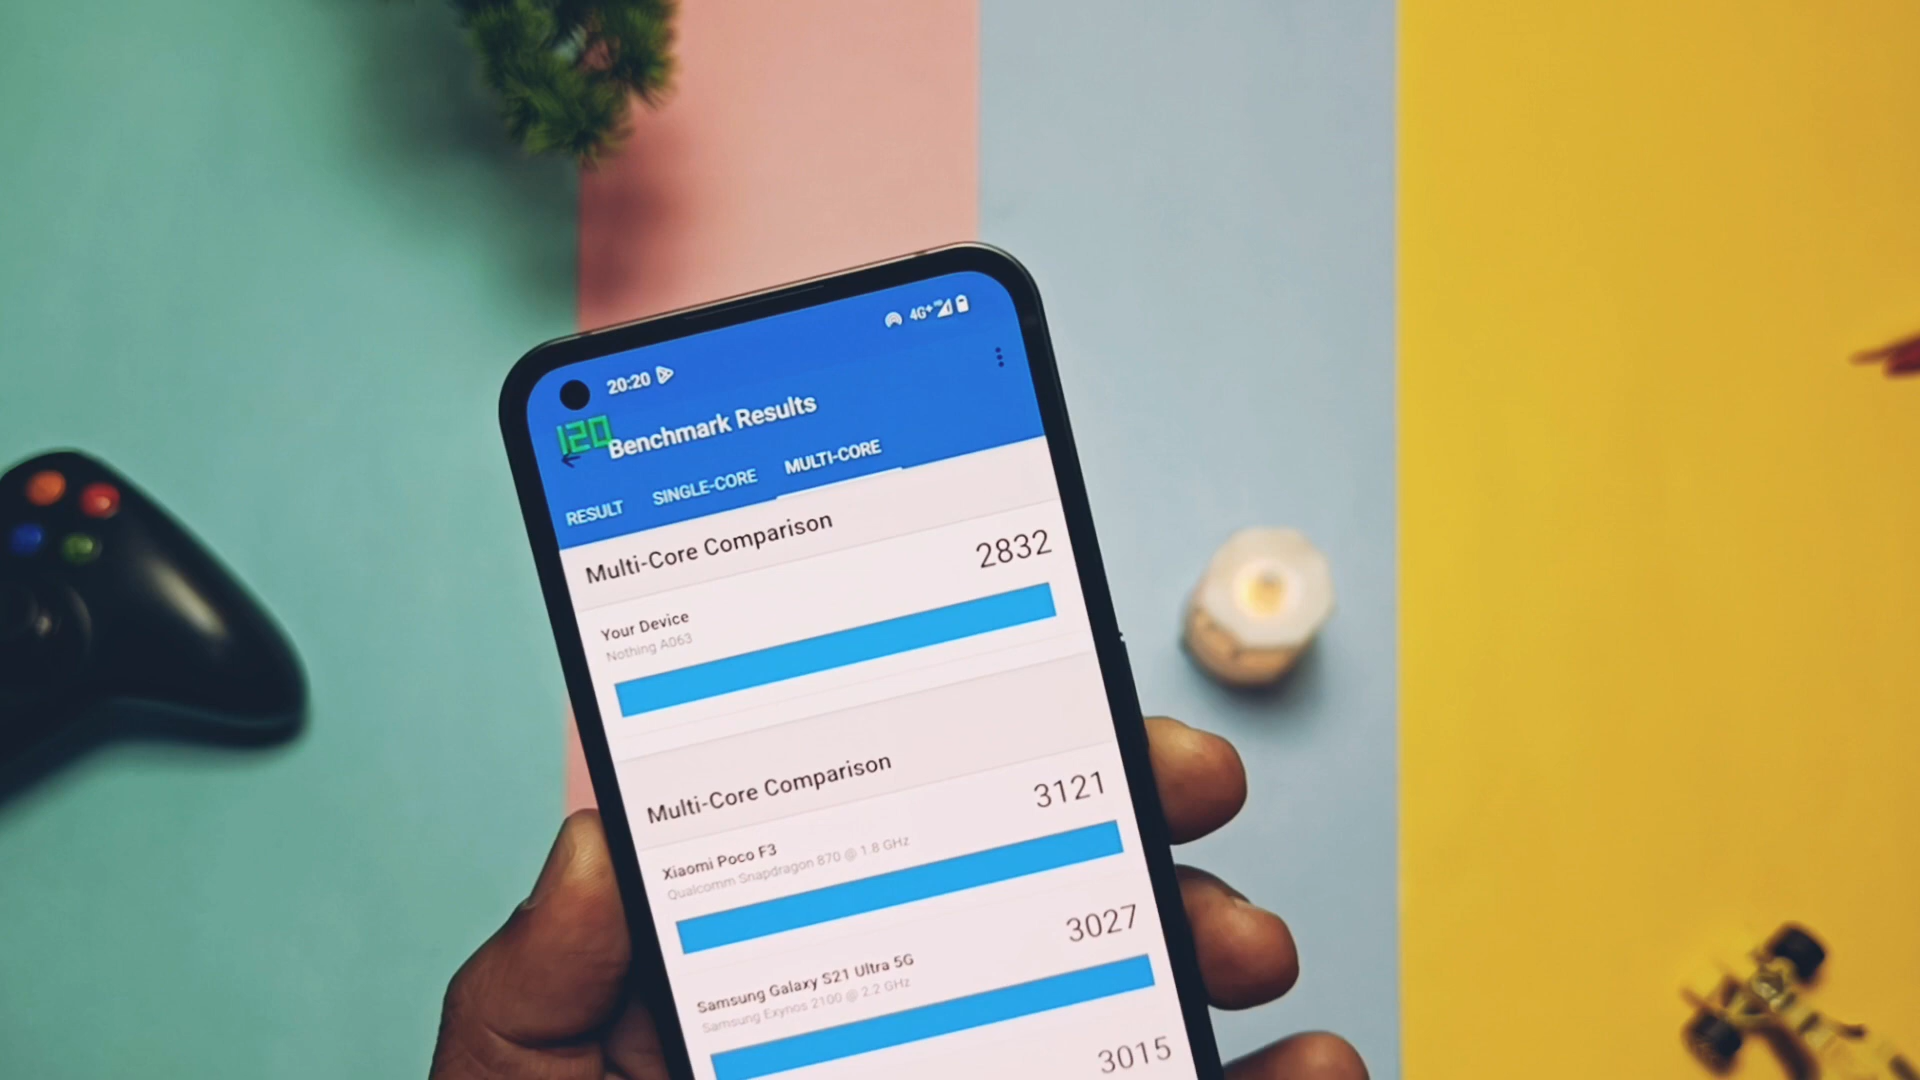 20:20
4G+
120
Benchmark Results
RESULT SINGLE-CORE MULTI-CORE
Multi-Core Comparison
2832
Your Device
Nothing A063
Multi-Core Comparison
3121
Xiaomi Poco F3
Qualcomm Snapdragon 870 @ 1.8 GHz
3027
Samsung Galaxy S21 Ultra 5G
Samsung Exynos 2100 @ 2.2 GHz
3015